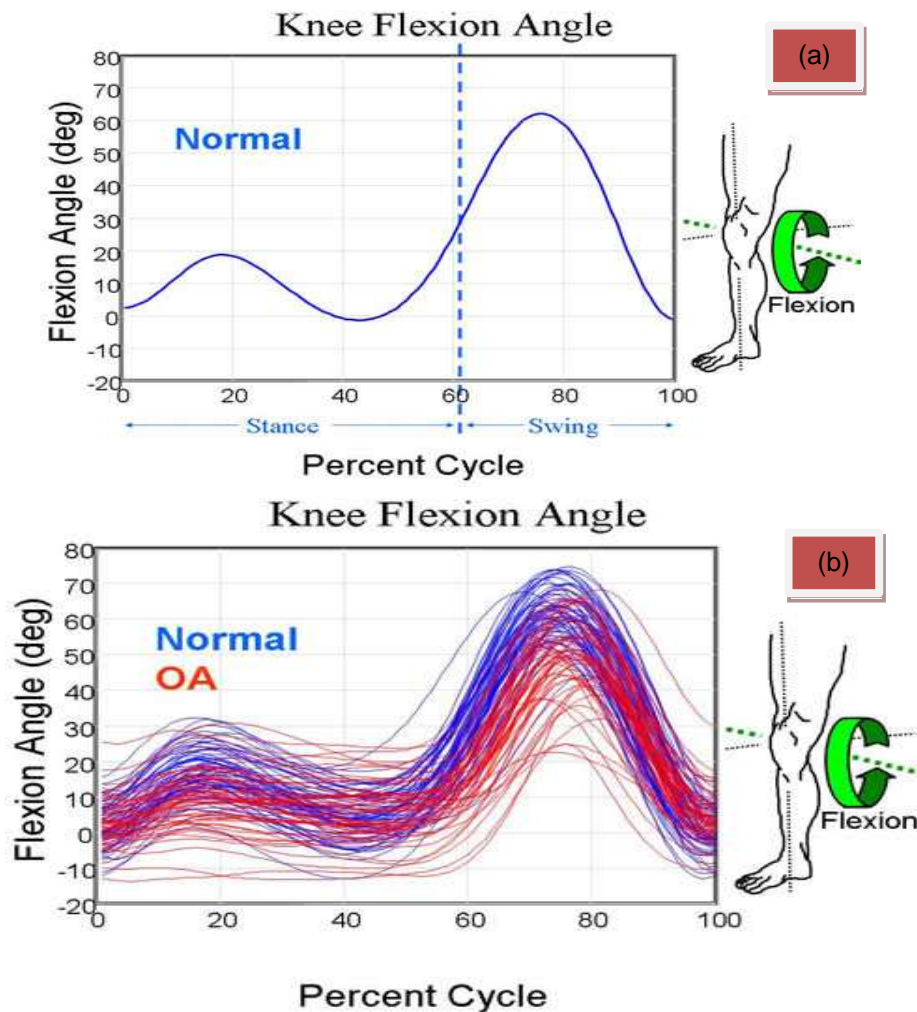 Knee Flexion Angle
(a)
80
70
60
50
40
30
20
10
0
-10
-20
Flexion Angle (deg)
Normal
Flexion
0 20 40 60 80 100
Stance Swing
Percent Cycle
Knee Flexion Angle
(b)
80
70
60
50
40
30
20
10
0
-10
-20
Flexion Angle (deg)
Normal
OA
Flexion
0 20 40 60 80 100
Percent Cycle